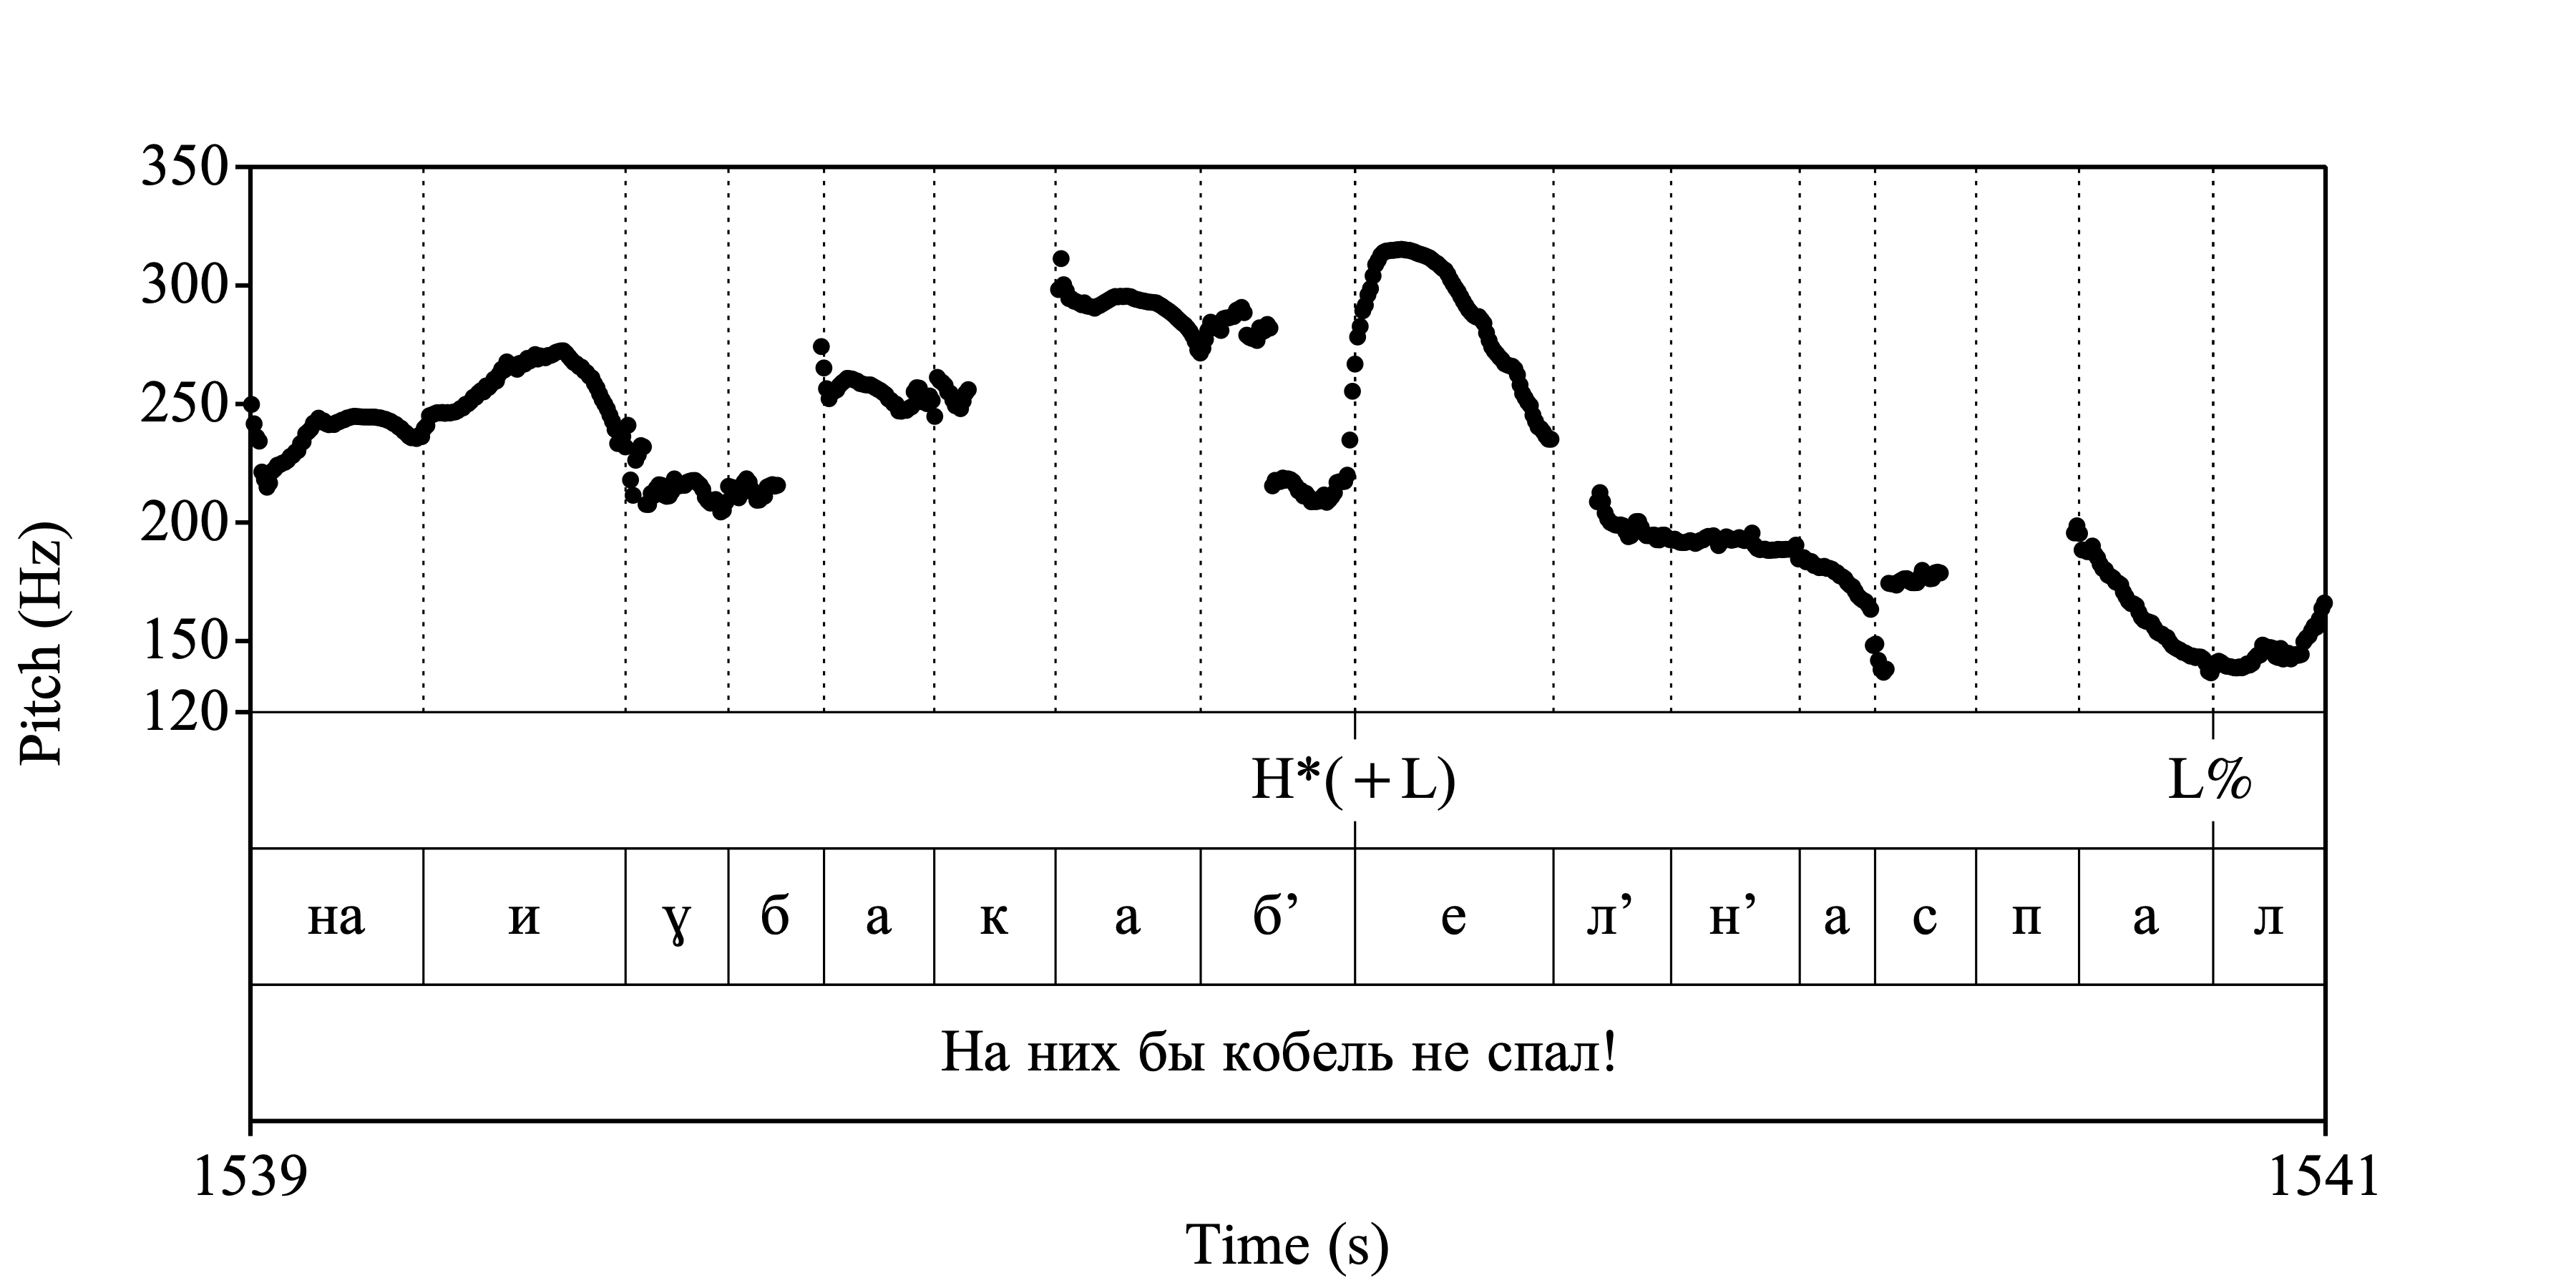 350
300
250
200
150
120
Pitch (Hz)
H*(+L) L%
на и ɣ б а к а б’ е л’ н’ а с п а л
На них бы кобель не спал!
1539 1541
Time (s)